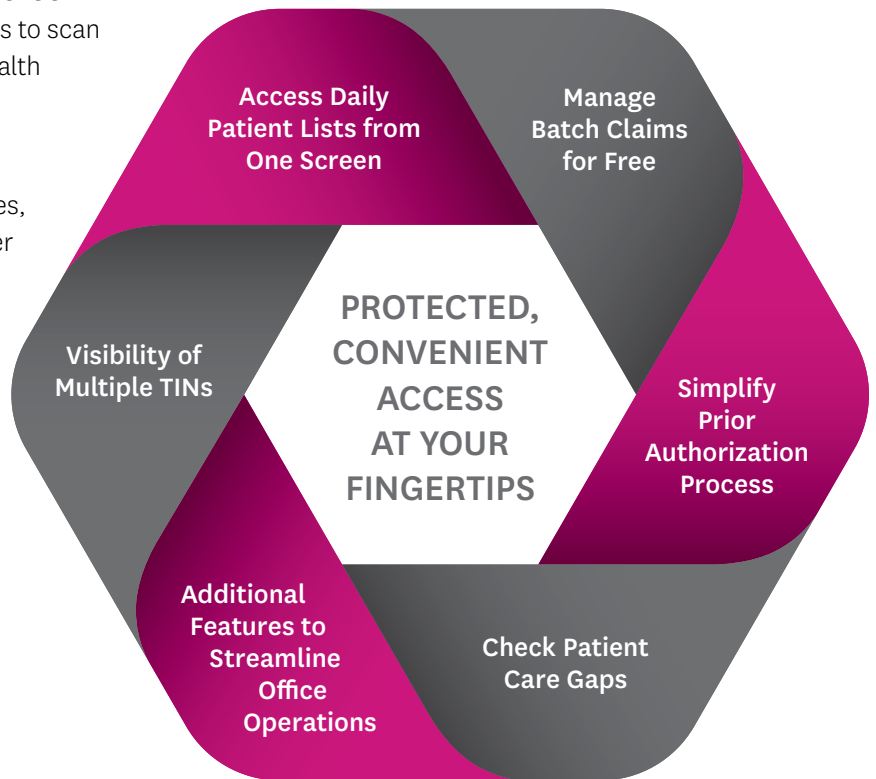 s to scan
alth
es,
er
Access Daily
Patient Lists from
One Screen
Manage
Batch Claims
for Free
Visibility of
Multiple TINs
PROTECTED,
CONVENIENT
ACCESS
AT YOUR
FINGERTIPS
Simplify
Prior
Authorization
Process
Additional
Features to
Streamline
Office
Operations
Check Patient
Care Gaps